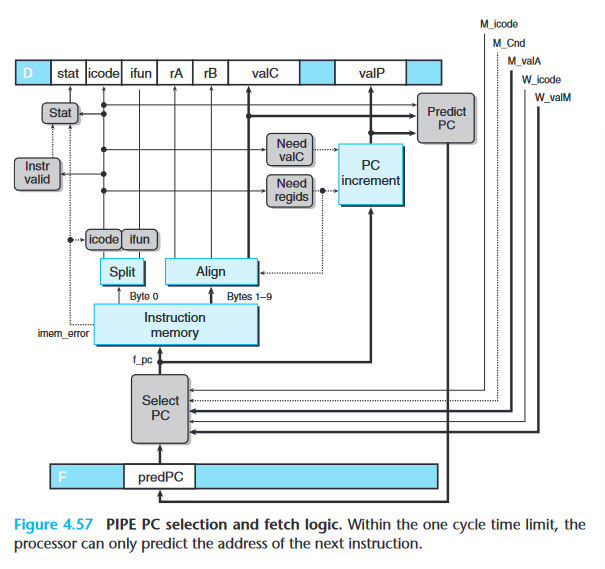 M_icode
M_Cnd
M_valA
W_icode
W_valM
D stat icode ifun rA rB valC valP
Stat
Predict
PC
Instr
valid
Need
valC
Need
regids
PC
increment
icode ifun
Split
Align
Byte 0
Bytes 1–9
Instruction
memory
imem_error
f_pc
Select
PC
F predPC
Figure 4.57 PIPE PC selection and fetch logic. Within the one cycle time limit, the
processor can only predict the address of the next instruction.